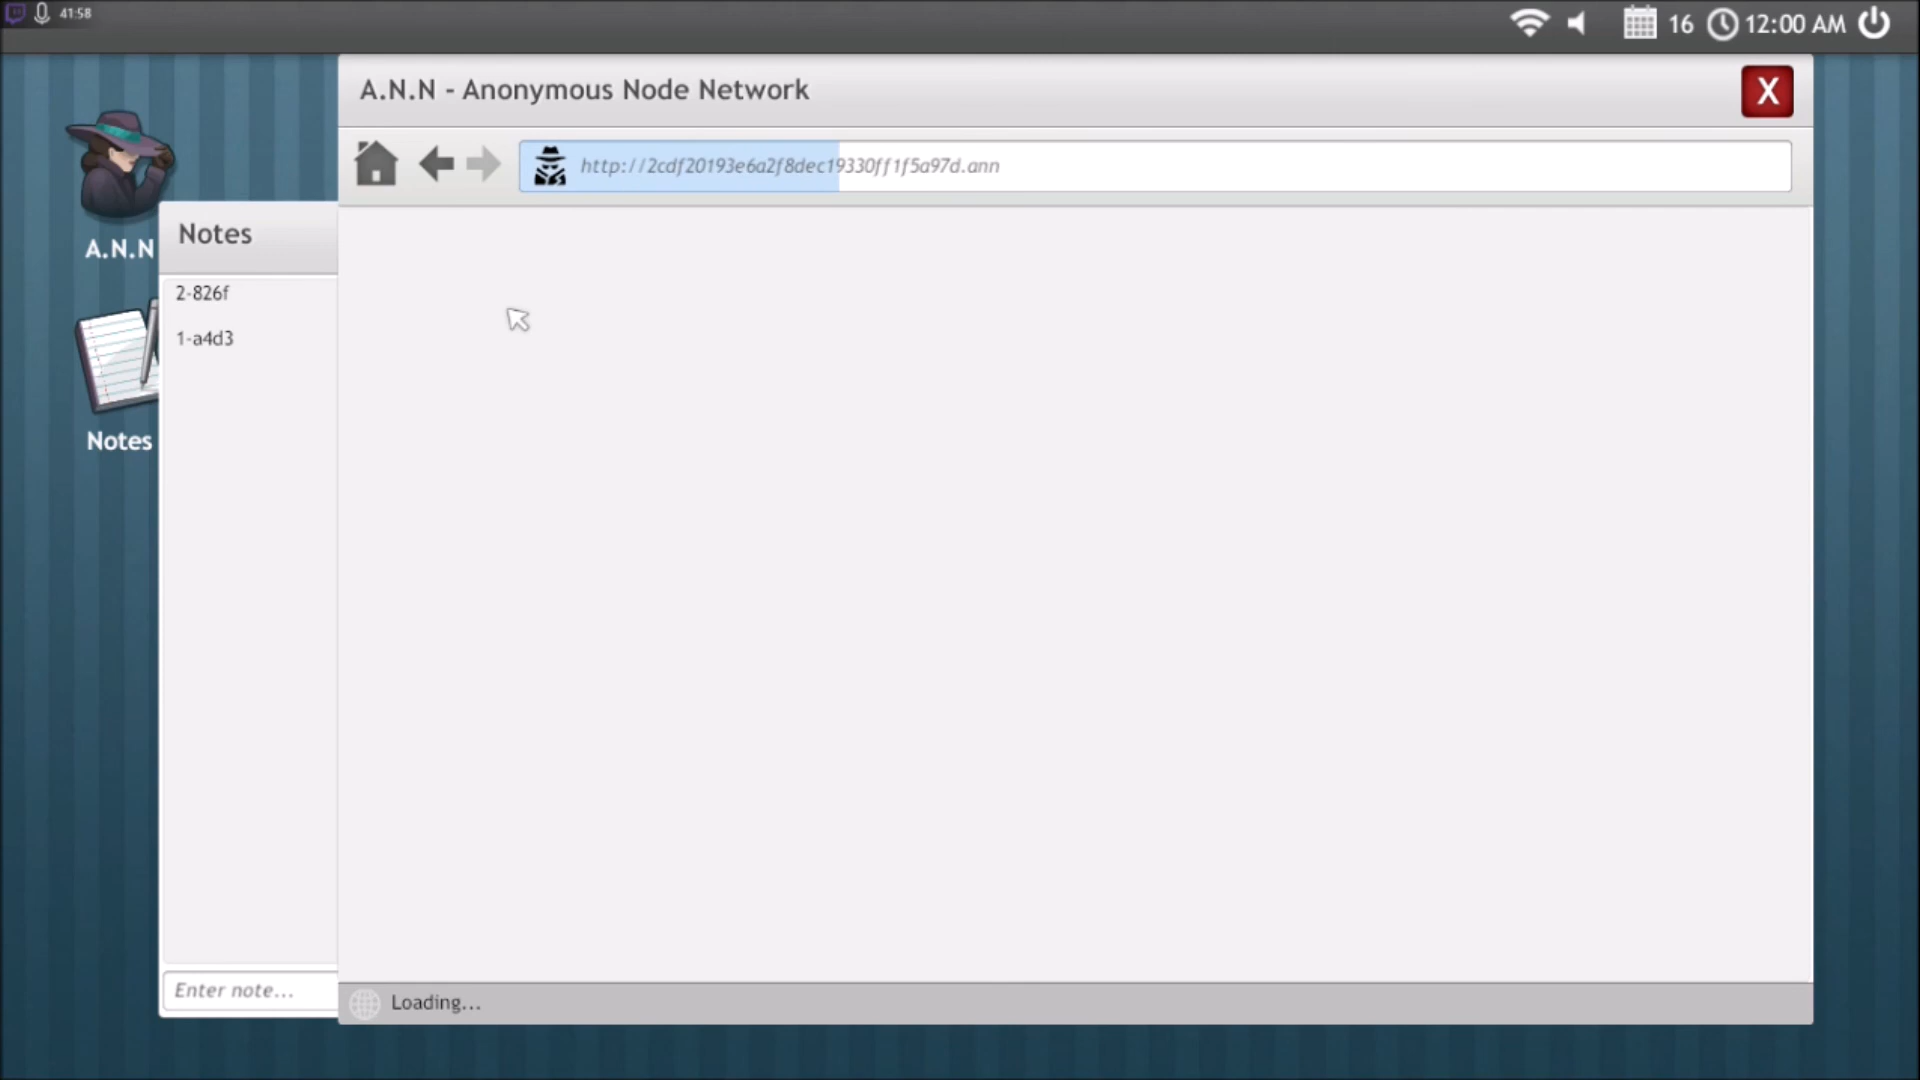 41:58
16 12:00 AM
A.N.N - Anonymous Node Network
X
http://2cdf20193e6a2f8dec19330ff1f5a97d.ann
A.N.N
Notes
2-826f
1-a4d3
Notes
Enter note...
Loading...